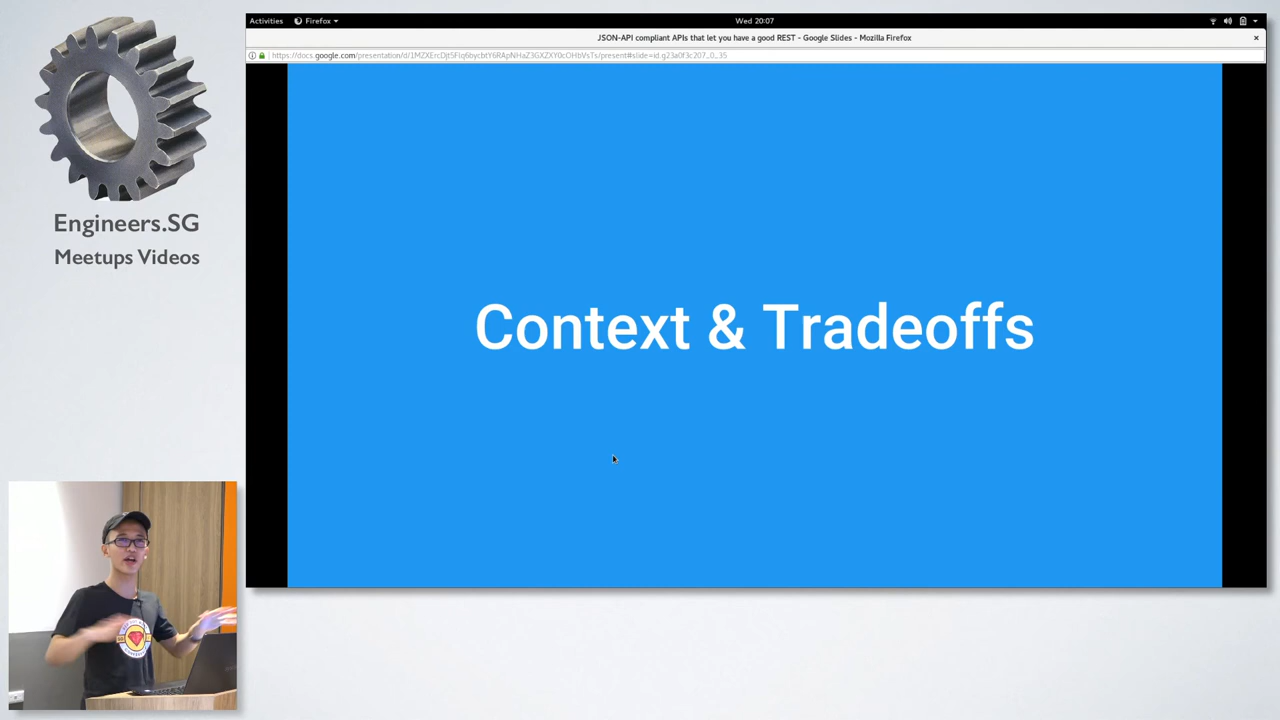 Activities
Firefox
Wed 20:07
JSON-API compliant APIs that let you have a good REST - Google Slides - Mozilla Firefox
Context & Tradeoffs
Engineers.SG
Meetups Videos